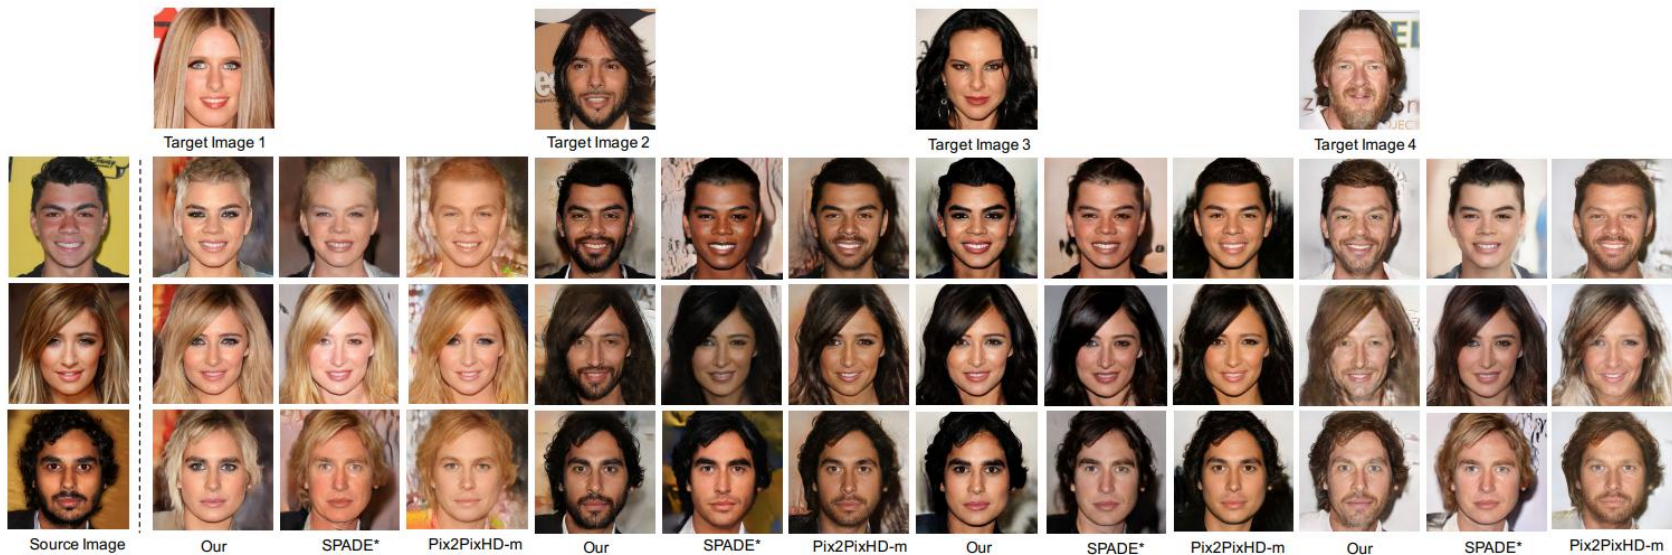 Target Image 1
Target Image 2
Target Image 3
Target Image 4
Source Image
Our
SPADE*
Pix2PixHD-m
Our
SPADE*
Pix2PixHD-m
Our
SPADE*
Pix2PixHD-m
Our
SPADE*
Pix2PixHD-m